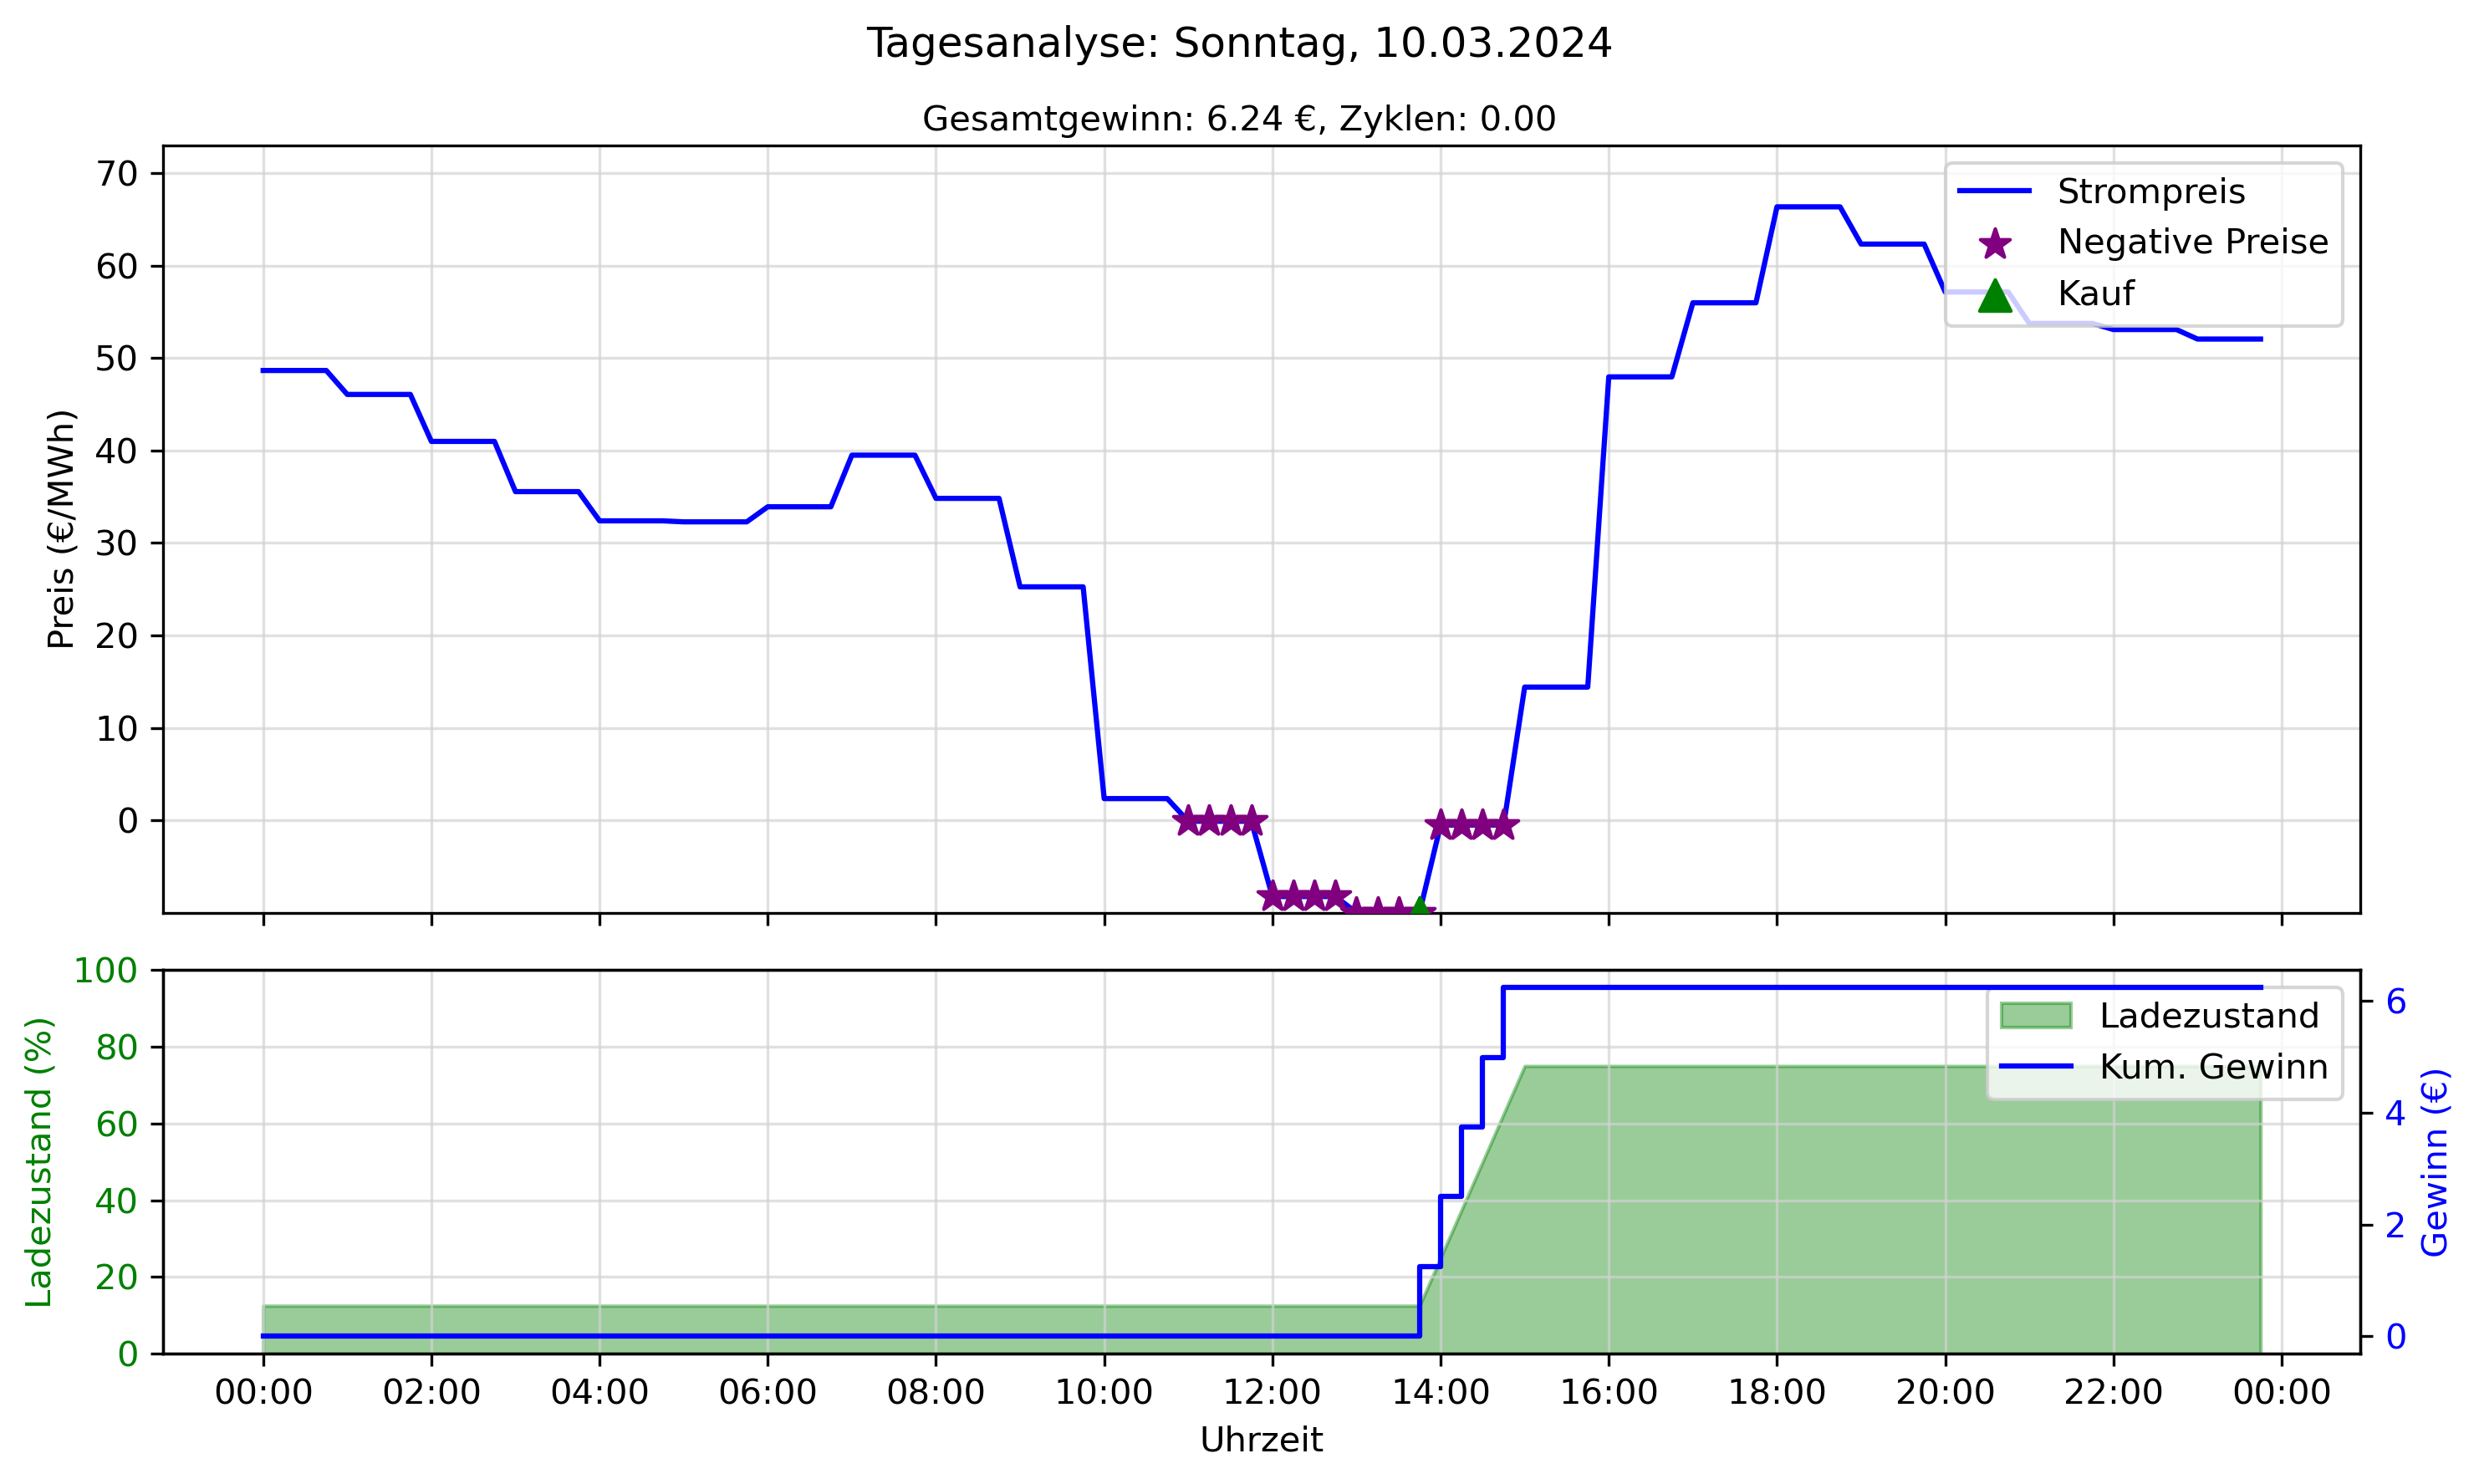 Tagesanalyse: Sonntag, 10.03.2024
Gesamtgewinn: 6.24 €, Zyklen: 0.00
Preis (€/MWh)
70
60
50
40
30
20
10
0
Strompreis
Negative Preise
Kauf
Ladezustand (%)
100
80
60
40
20
0
Ladezustand
Kum. Gewinn
6
4
2
0
Gewinn (€)
00:00 02:00 04:00 06:00 08:00 10:00 12:00 14:00 16:00 18:00 20:00 22:00 00:00
Uhrzeit